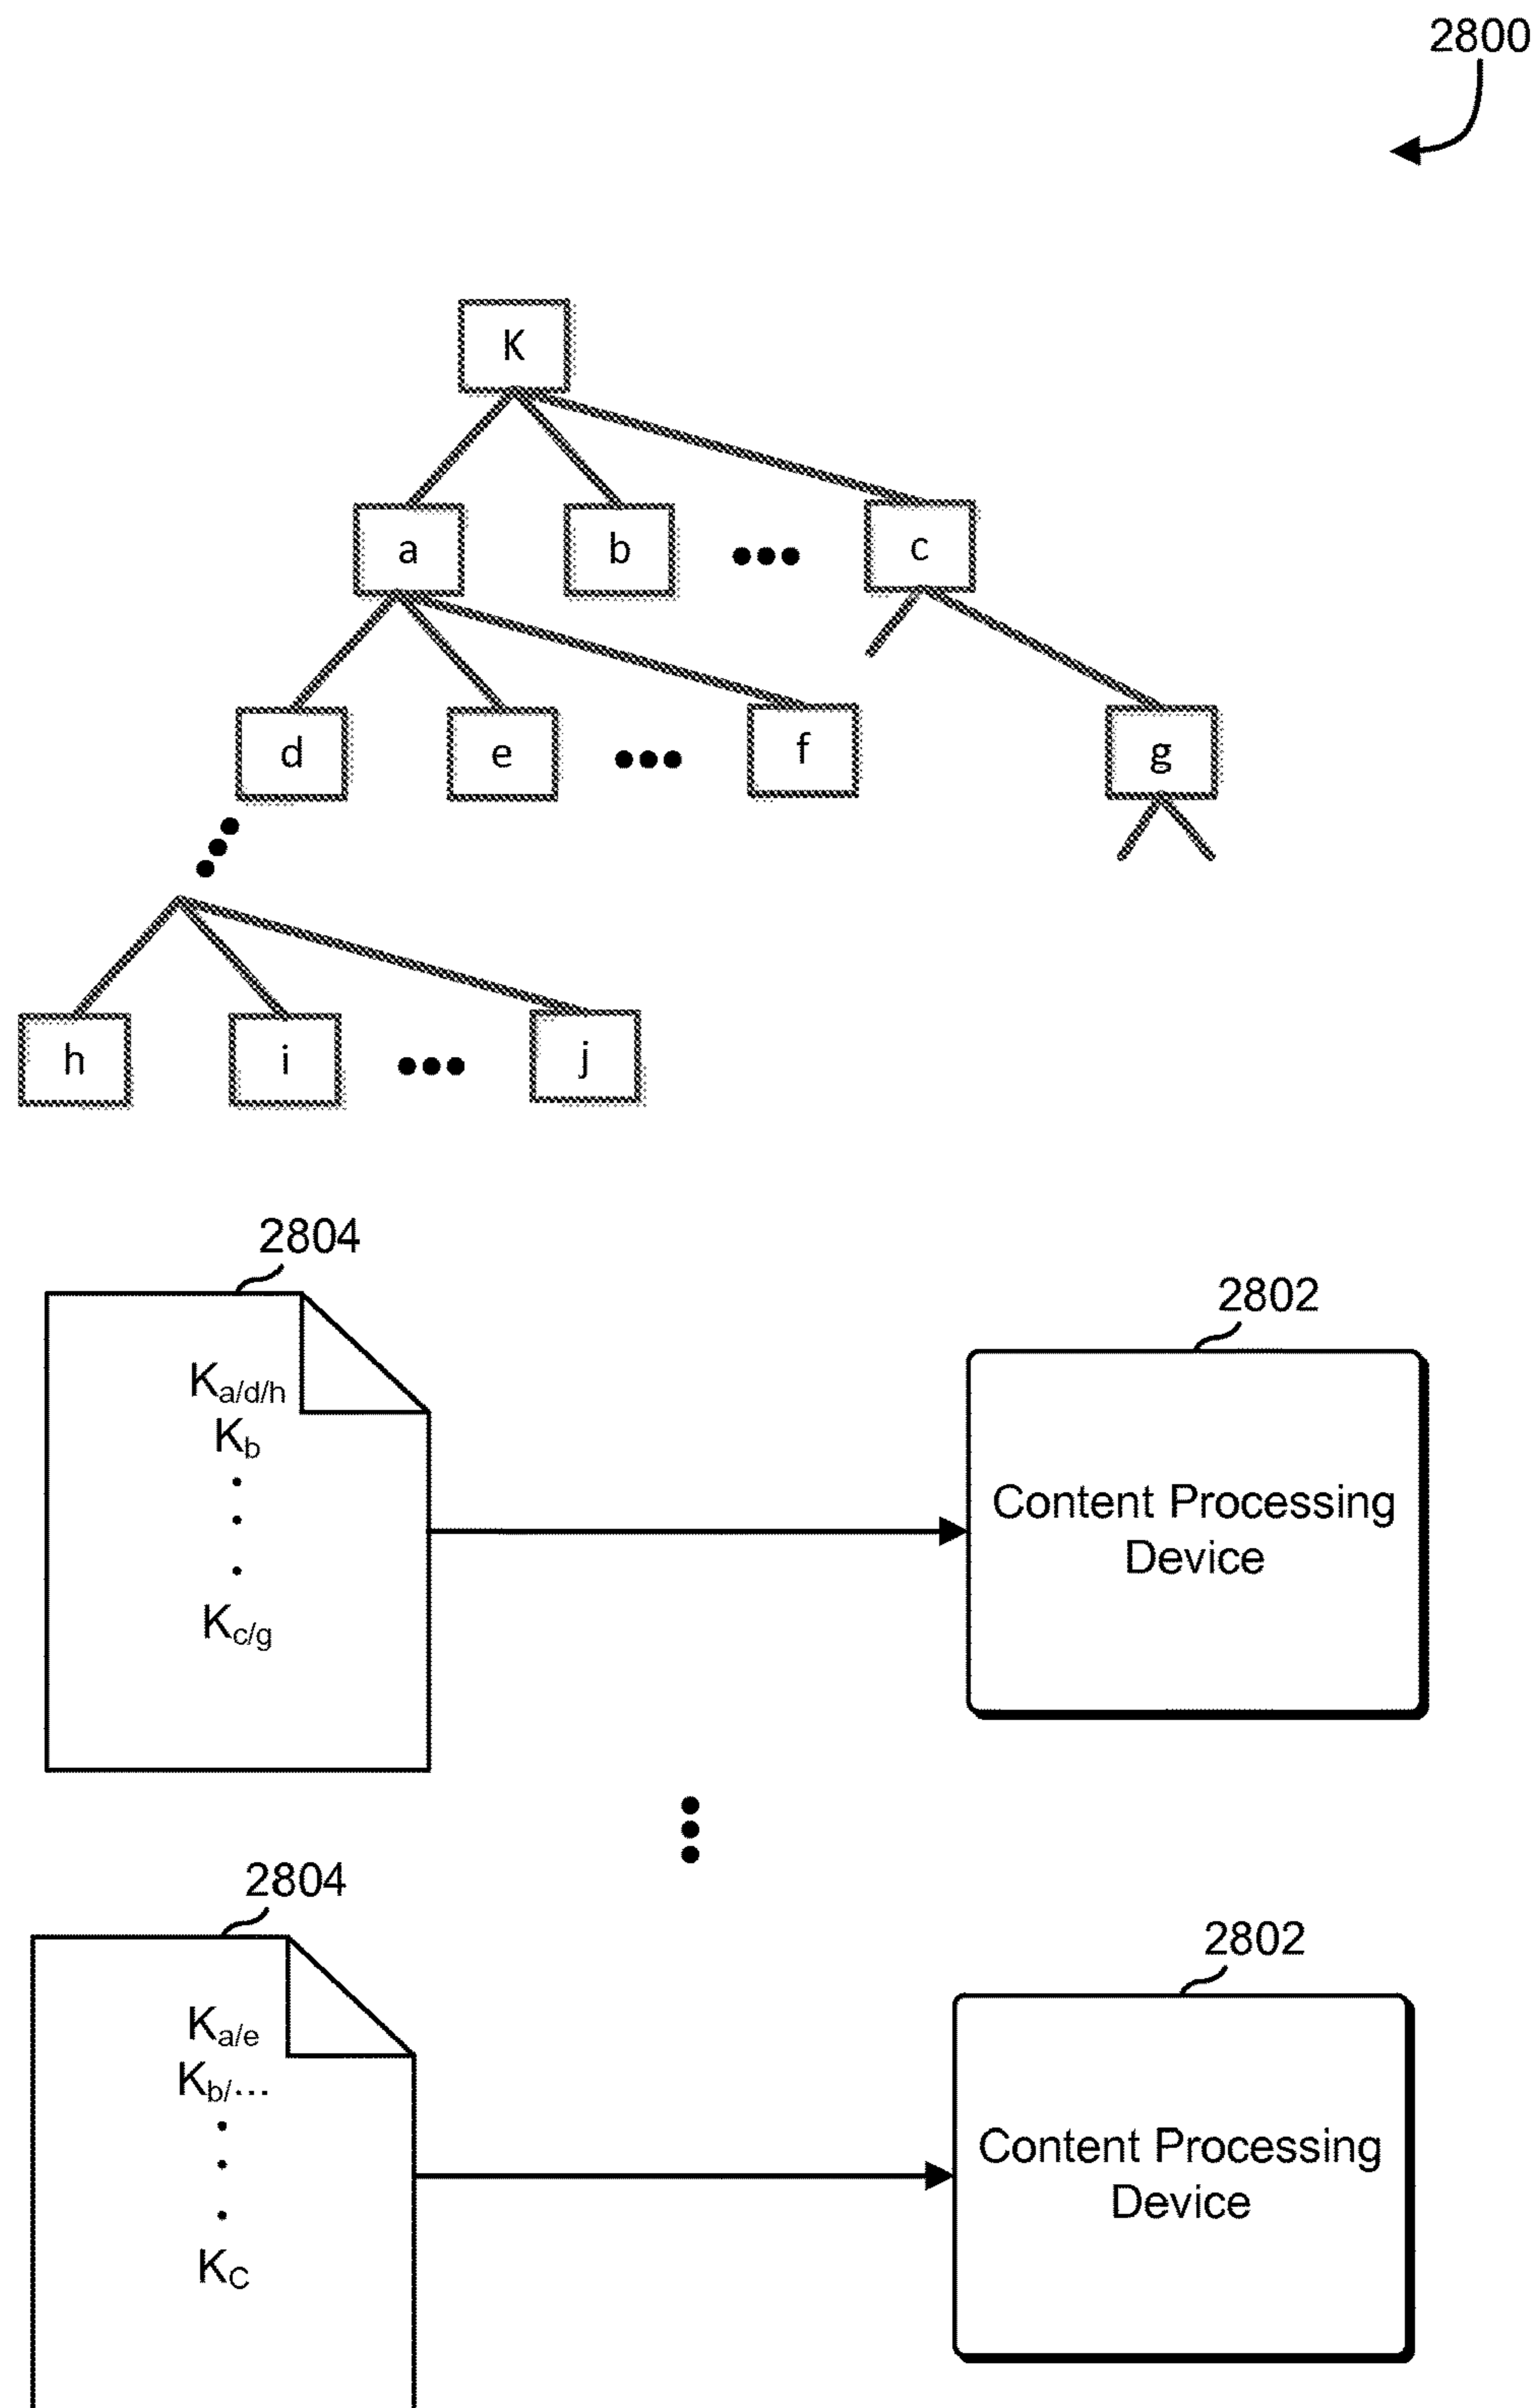 2800
K
a b ••• c
d e ••• f g
h i ••• j
2804
2802
Ka/d/h
Kb
Content Processing
Device
Kc/g
2804
2802
Ka/e
Kb/...
Content Processing
Device
KC